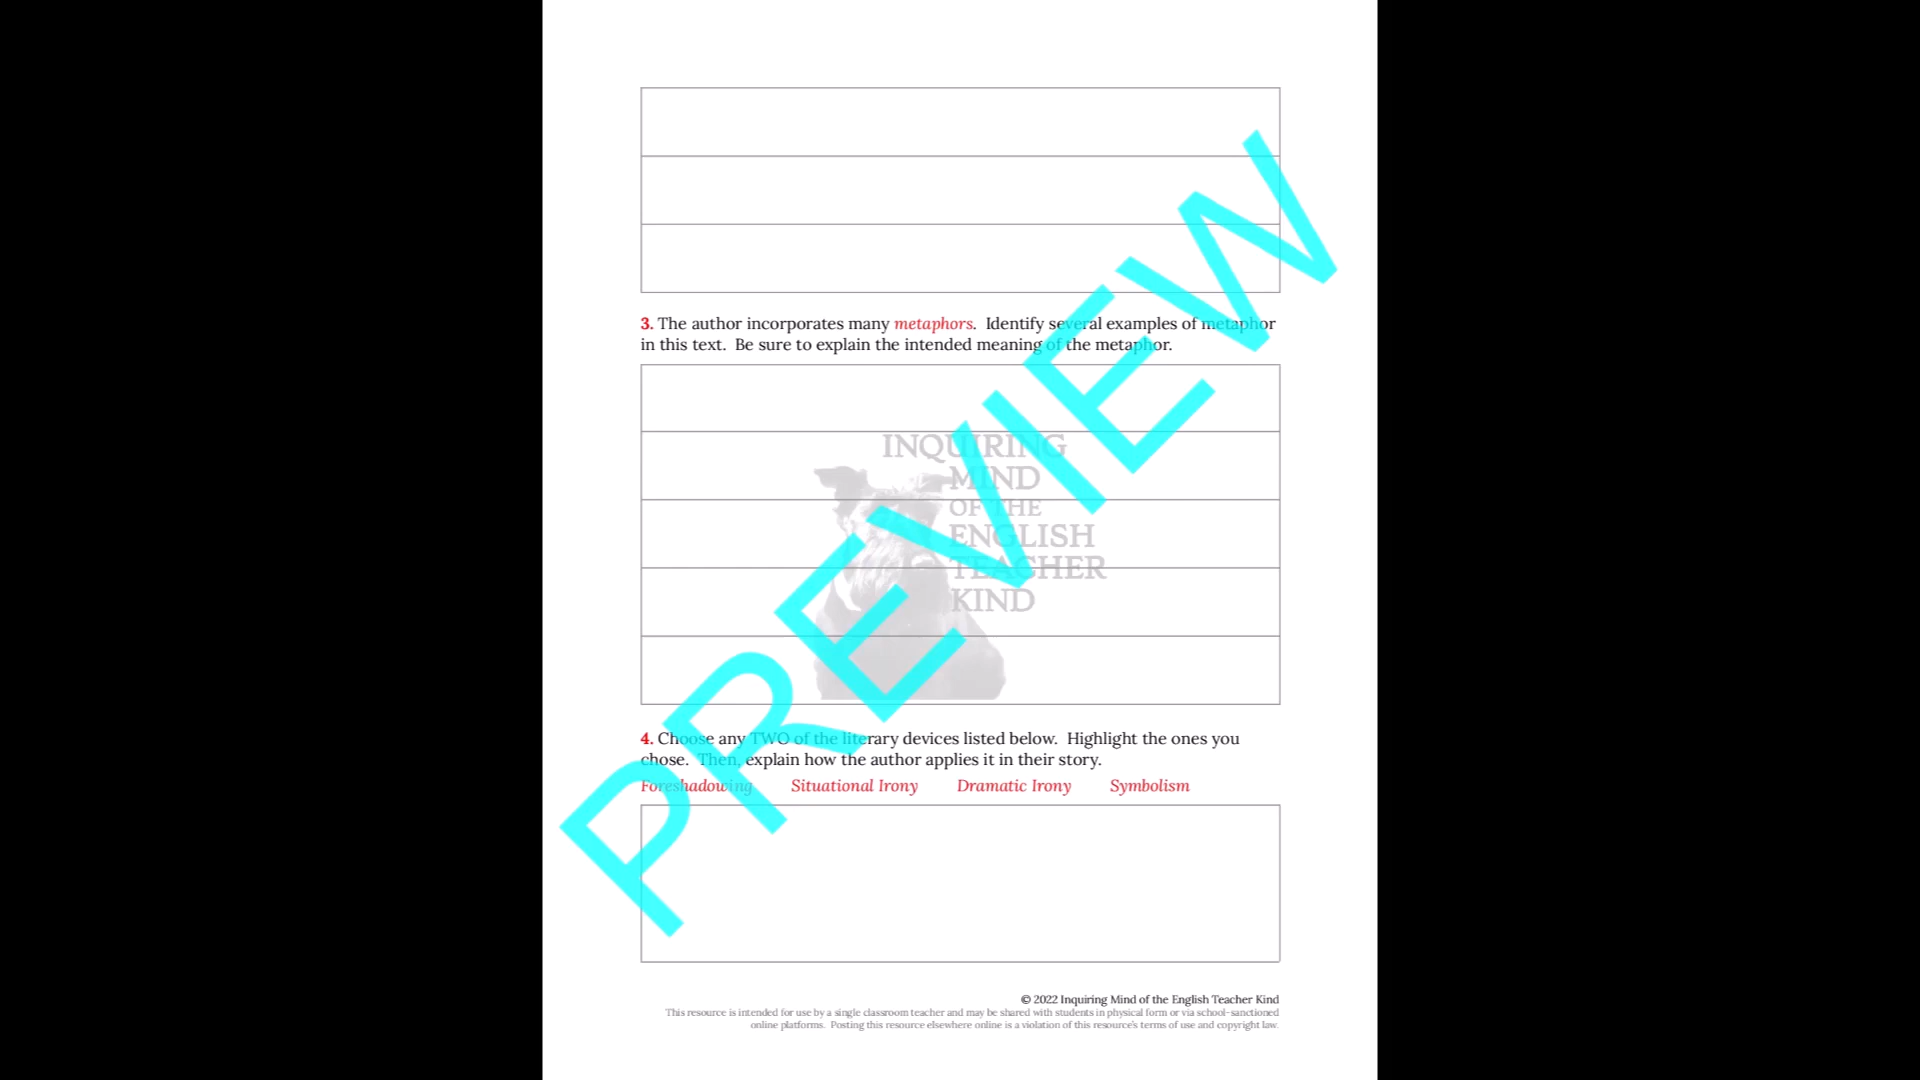 3. The author incorporates many metaphors. Identify several examples of metaphor
in this text. Be sure to explain the intended meaning of the metaphor.
INQUIRING
MIND
OF THE
ENGLISH
TEACHER
KIND
PREVIEW
4. Choose any TWO of the literary devices listed below. Highlight the ones you
chose. Then, explain how the author applies it in their story.
Foreshadowing Situational Irony Dramatic Irony Symbolism
© 2022 Inquiring Mind of the English Teacher Kind
This resource is intended for use by a single classroom teacher and may be shared with students in physical form or via school-sanctioned
online platforms. Posting this resource elsewhere online is a violation of this resource's terms of use and copyright law.